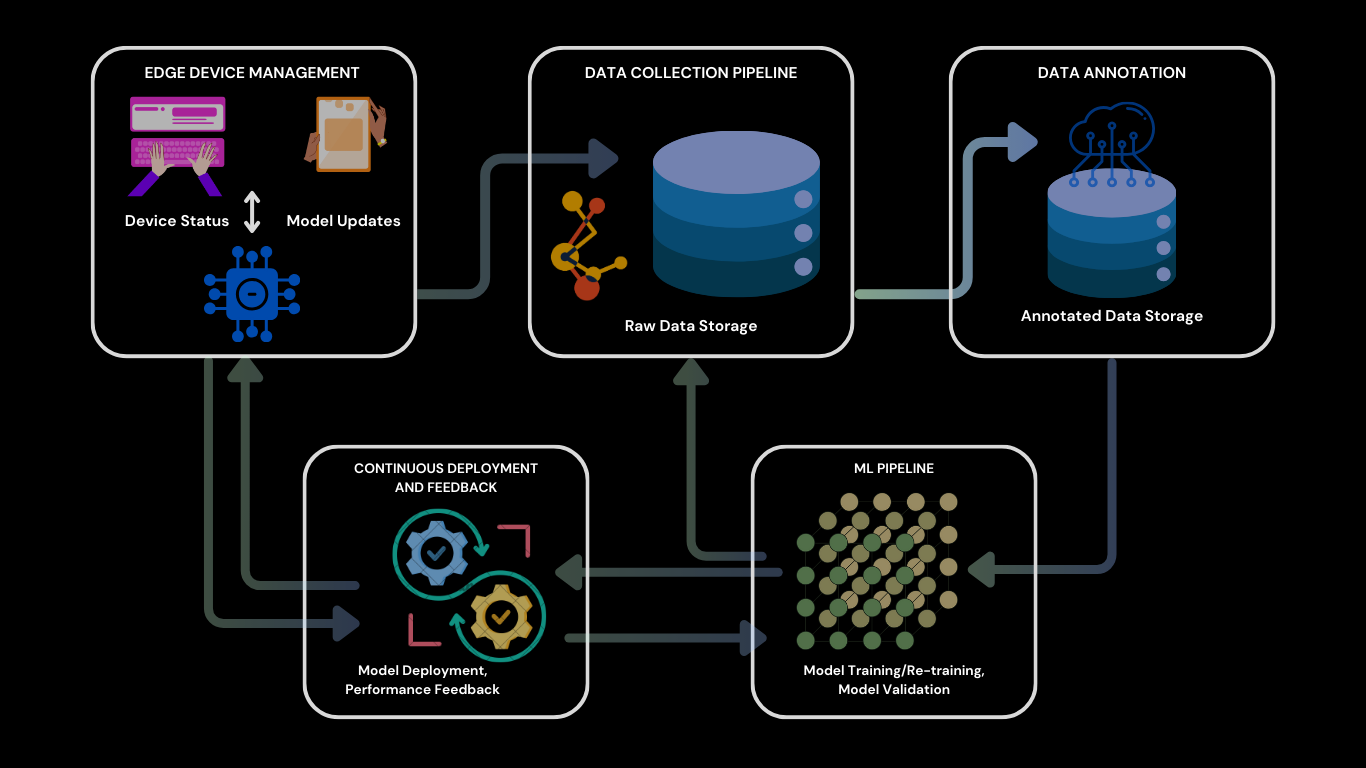 EDGE DEVICE MANAGEMENT
Device Status
Model Updates
DATA COLLECTION PIPELINE
Raw Data Storage
DATA ANNOTATION
Annotated Data Storage
CONTINUOUS DEPLOYMENT
AND FEEDBACK
Model Deployment,
Performance Feedback
ML PIPELINE
Model Training/Re-training,
Model Validation